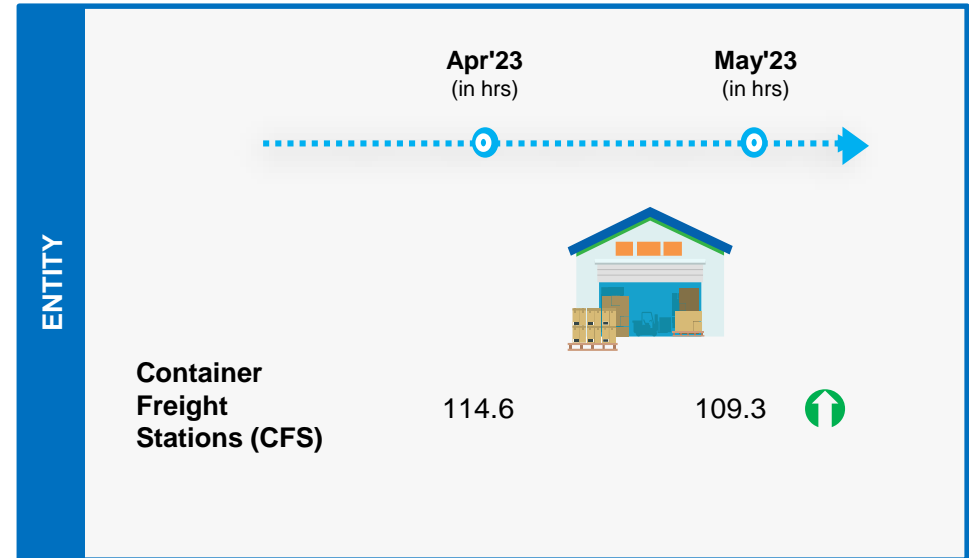 Apr'23
(in hrs)
May'23
(in hrs)
ENTITY
Container
Freight
Stations (CFS)
114.6
109.3